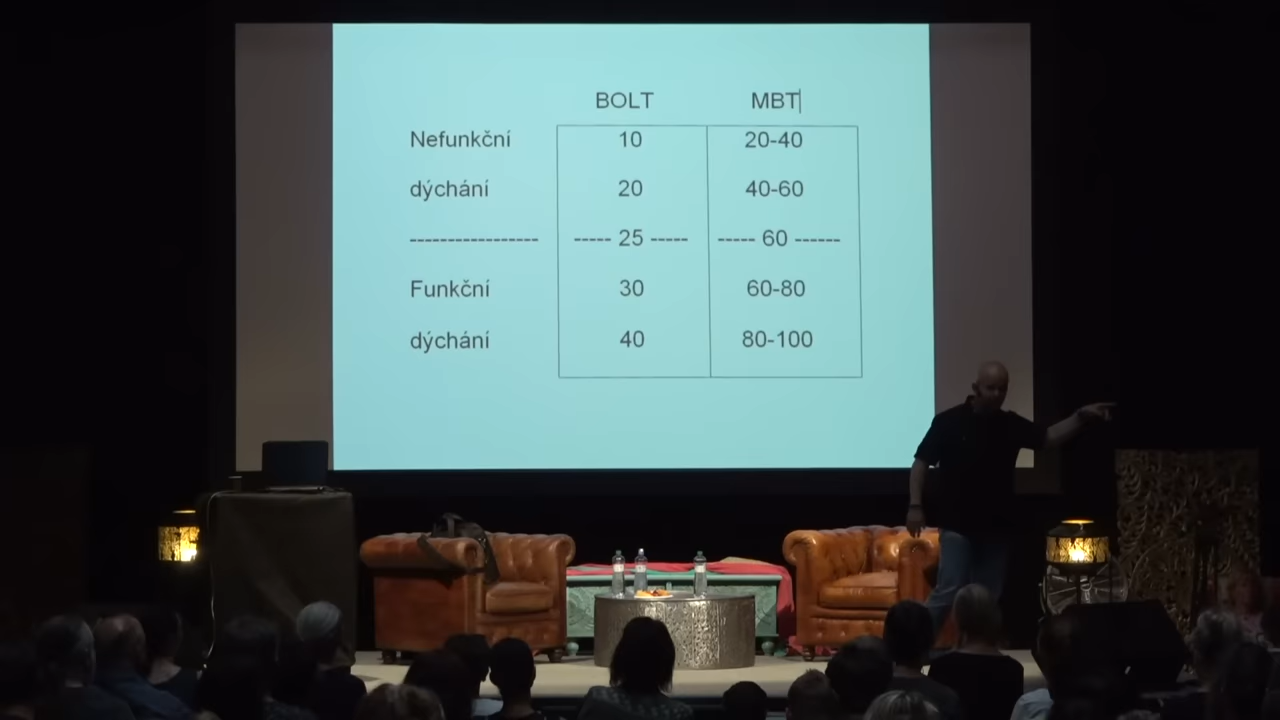 BOLT MBT
Nefunkční 10 20-40
dýchání 20 40-60
----------------- ----- 25 ----- ----- 60 ------
Funkční 30 60-80
dýchání 40 80-100